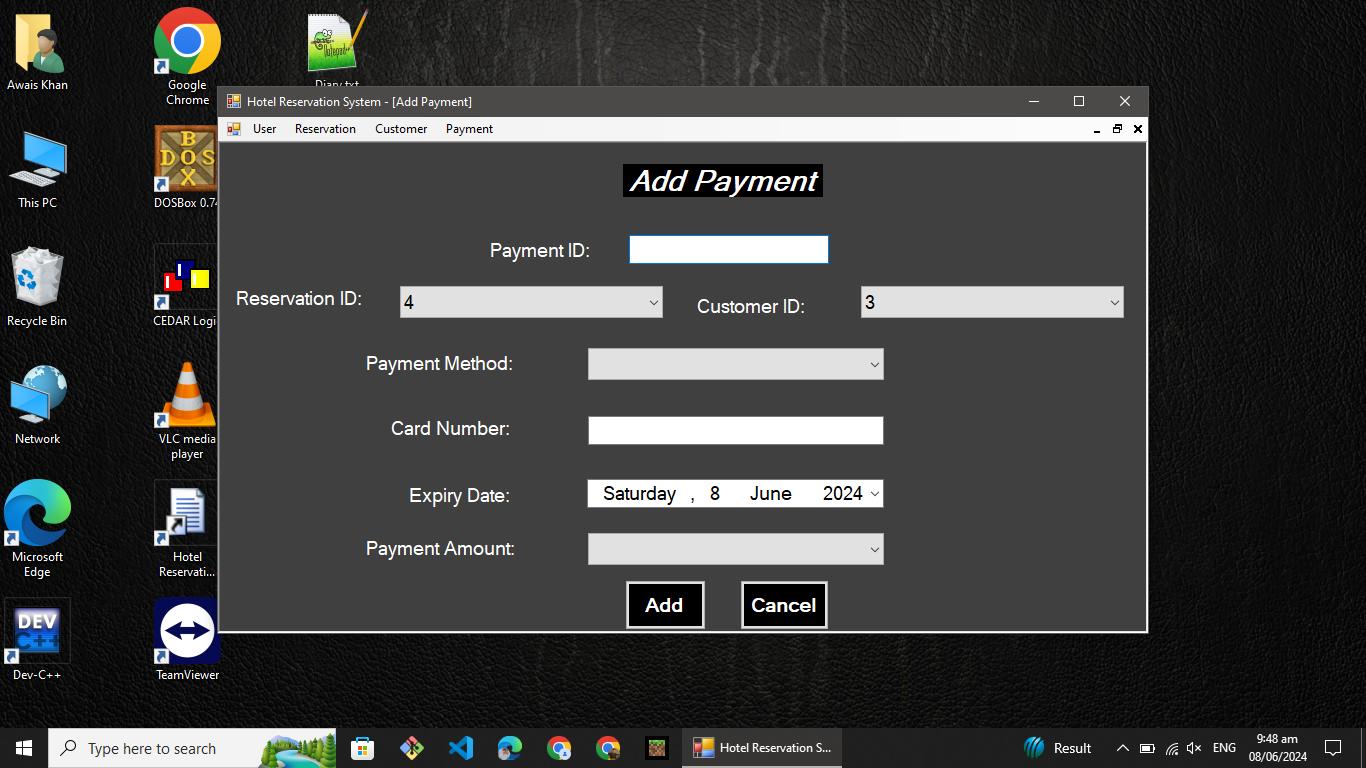 Awais Khan
Google
Chrome
Notepad++
Diary.txt
Hotel Reservation System - [Add Payment]
User Reservation Customer Payment
Add Payment
Payment ID:
Reservation ID: 4 Customer ID: 3
Payment Method:
Card Number:
Expiry Date: Saturday , 8 June 2024
Payment Amount:
Add Cancel
This PC
B
DOS
X
DOSBox 0.74
Recycle Bin
CEDAR Logi
Network
VLC media
player
Microsoft
Edge
Hotel
Reservati...
DEV
C++
Dev-C++
TeamViewer
Type here to search
Hotel Reservation S...
Result
ENG
9:48 am
08/06/2024